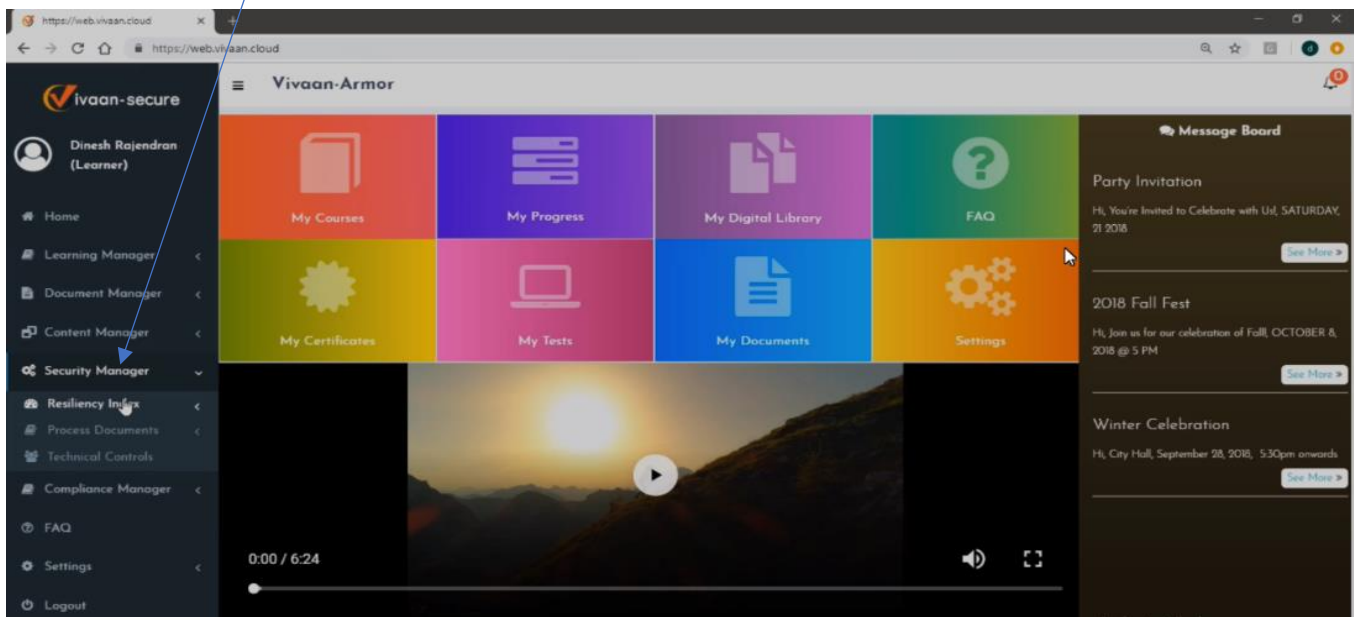 https://web.vivaan.cloud
https://web.vivaan.cloud
ivaan-secure
Vivaan-Armor
Dinesh Rajendran
(Learner)
Home
Learning Manager
Document Manager
Content Manager
Security Manager
Resiliency Index
Process Documents
Technical Controls
Compliance Manager
FAQ
Settings
Logout
My Courses
My Progress
My Digital Library
FAQ
My Certificates
My Tests
My Documents
Settings
0:00 / 6:24
Message Board
Party Invitation
Hi, You're Invited to Celebrate with Us!, SATURDAY,
21 2018
See More »
2018 Fall Fest
Hi, Join us for our celebration of Fall!, OCTOBER 8,
2018 @ 5 PM
See More »
Winter Celebration
Hi, City Hall, September 28, 2018, 5:30pm onwards
See More »